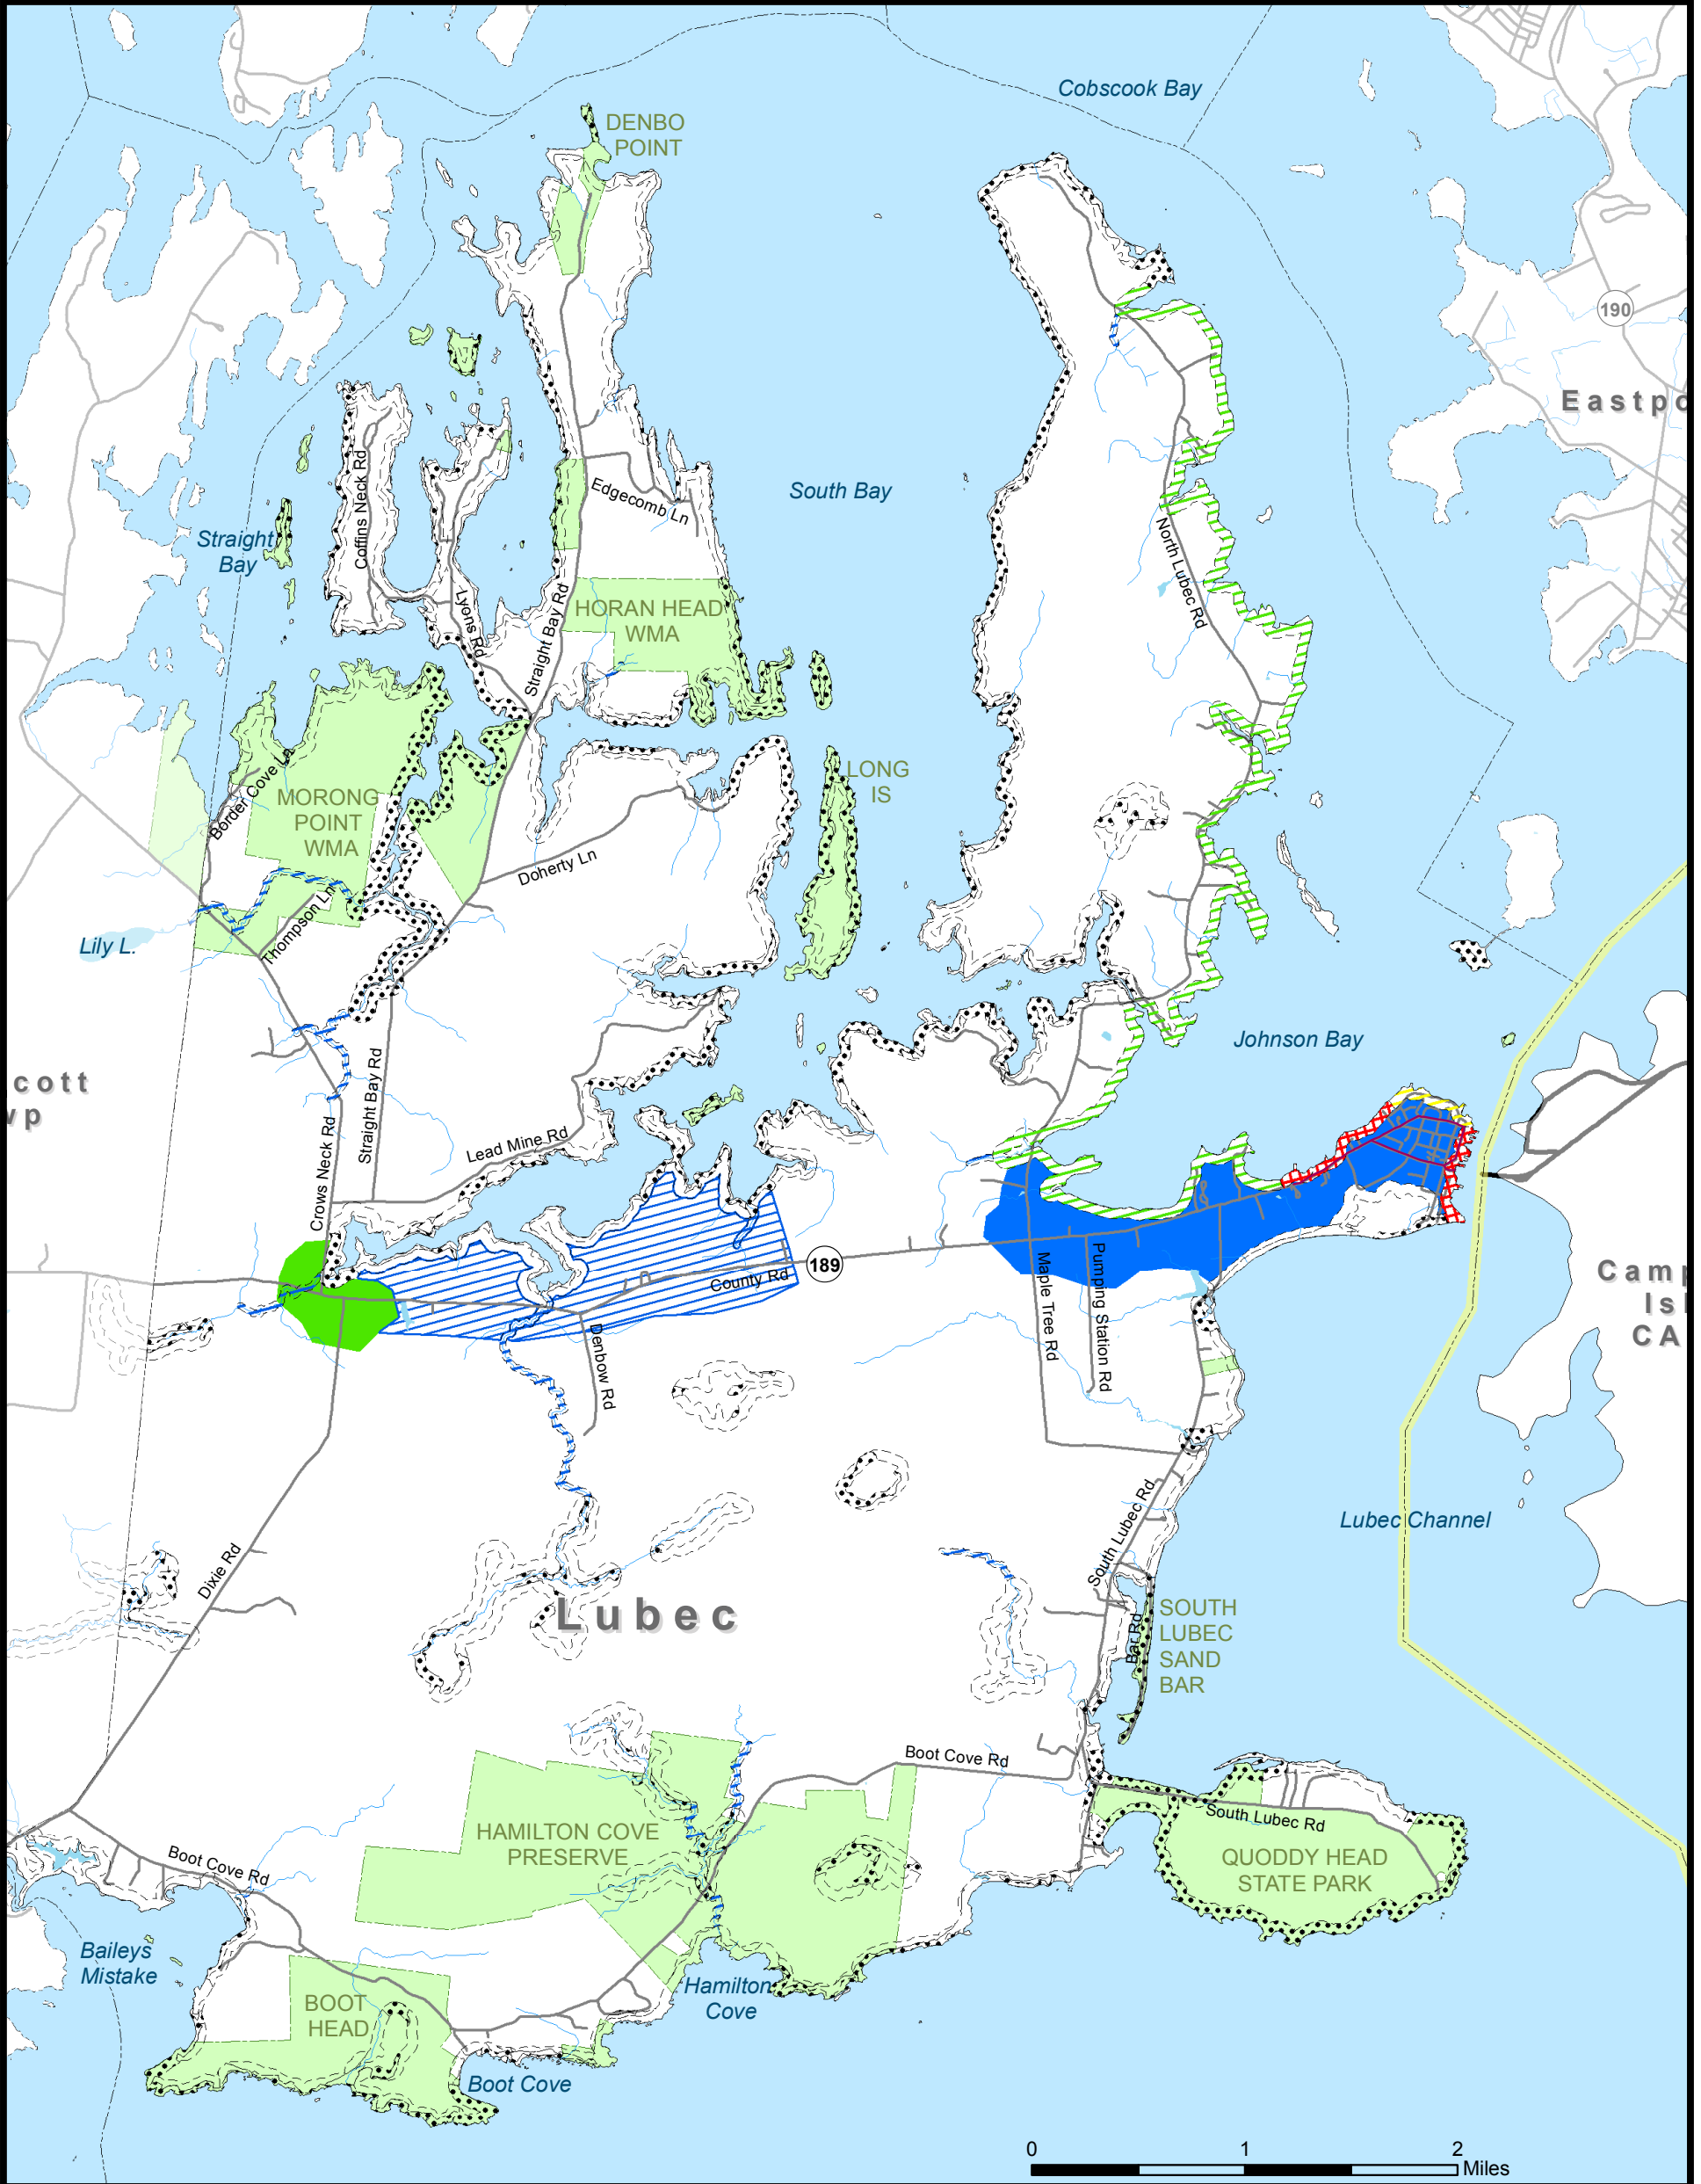 Cobscook Bay
DENBO
POINT
190
Eastpo
Coffins Neck Rd
Edgecomb Ln
South Bay
Straight
Bay
North Lubec Rd
Lyons Rd
Straight Bay Rd
HORAN HEAD
WMA
Border Cove Ln
MORONG
POINT
WMA
LONG
IS
Doherty Ln
Thompson Ln
Lily L.
Johnson Bay
cott
wp
Straight Bay Rd
Crows Neck Rd
Lead Mine Rd
189
County Rd
Maple Tree Rd
Pumping Station Rd
Camp
Isl
CA
Denbow Rd
South Lubec Rd
Lubec Channel
Dixie Rd
Lubec
Bar Rd
SOUTH
LUBEC
SAND
BAR
Boot Cove Rd
South Lubec Rd
HAMILTON COVE
PRESERVE
QUODDY HEAD
STATE PARK
Boot Cove Rd
Baileys
Mistake
Hamilton
Cove
BOOT
HEAD
Boot Cove
0 1 2
Miles